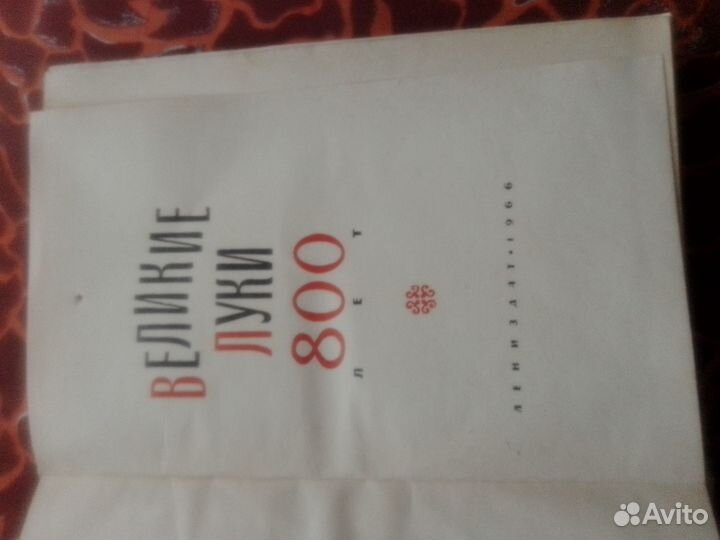 ВЕЛИКИЕ
ЛУКИ
800
ЛЕТ
ЛЕНИЗДАТ • 1966
Avito